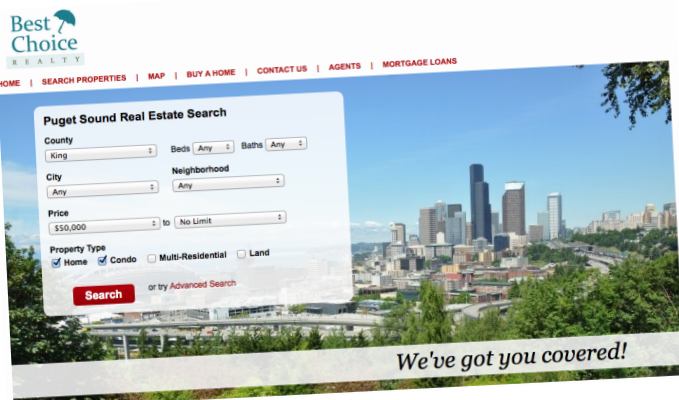 Best
Choice
REALTY
HOME | SEARCH PROPERTIES | MAP | BUY A HOME | CONTACT US | AGENTS | MORTGAGE LOANS
Puget Sound Real Estate Search
County
King Beds Any Baths Any
City Neighborhood
Any Any
Price
$50,000 to No Limit
Property Type
Home Condo Multi-Residential Land
Search or try Advanced Search
We've got you covered!